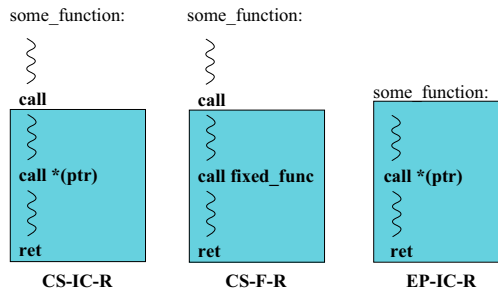 some_function:
call
call *(ptr)
ret
CS-IC-R
some_function:
call
call fixed_func
ret
CS-F-R
some_function:
call *(ptr)
ret
EP-IC-R